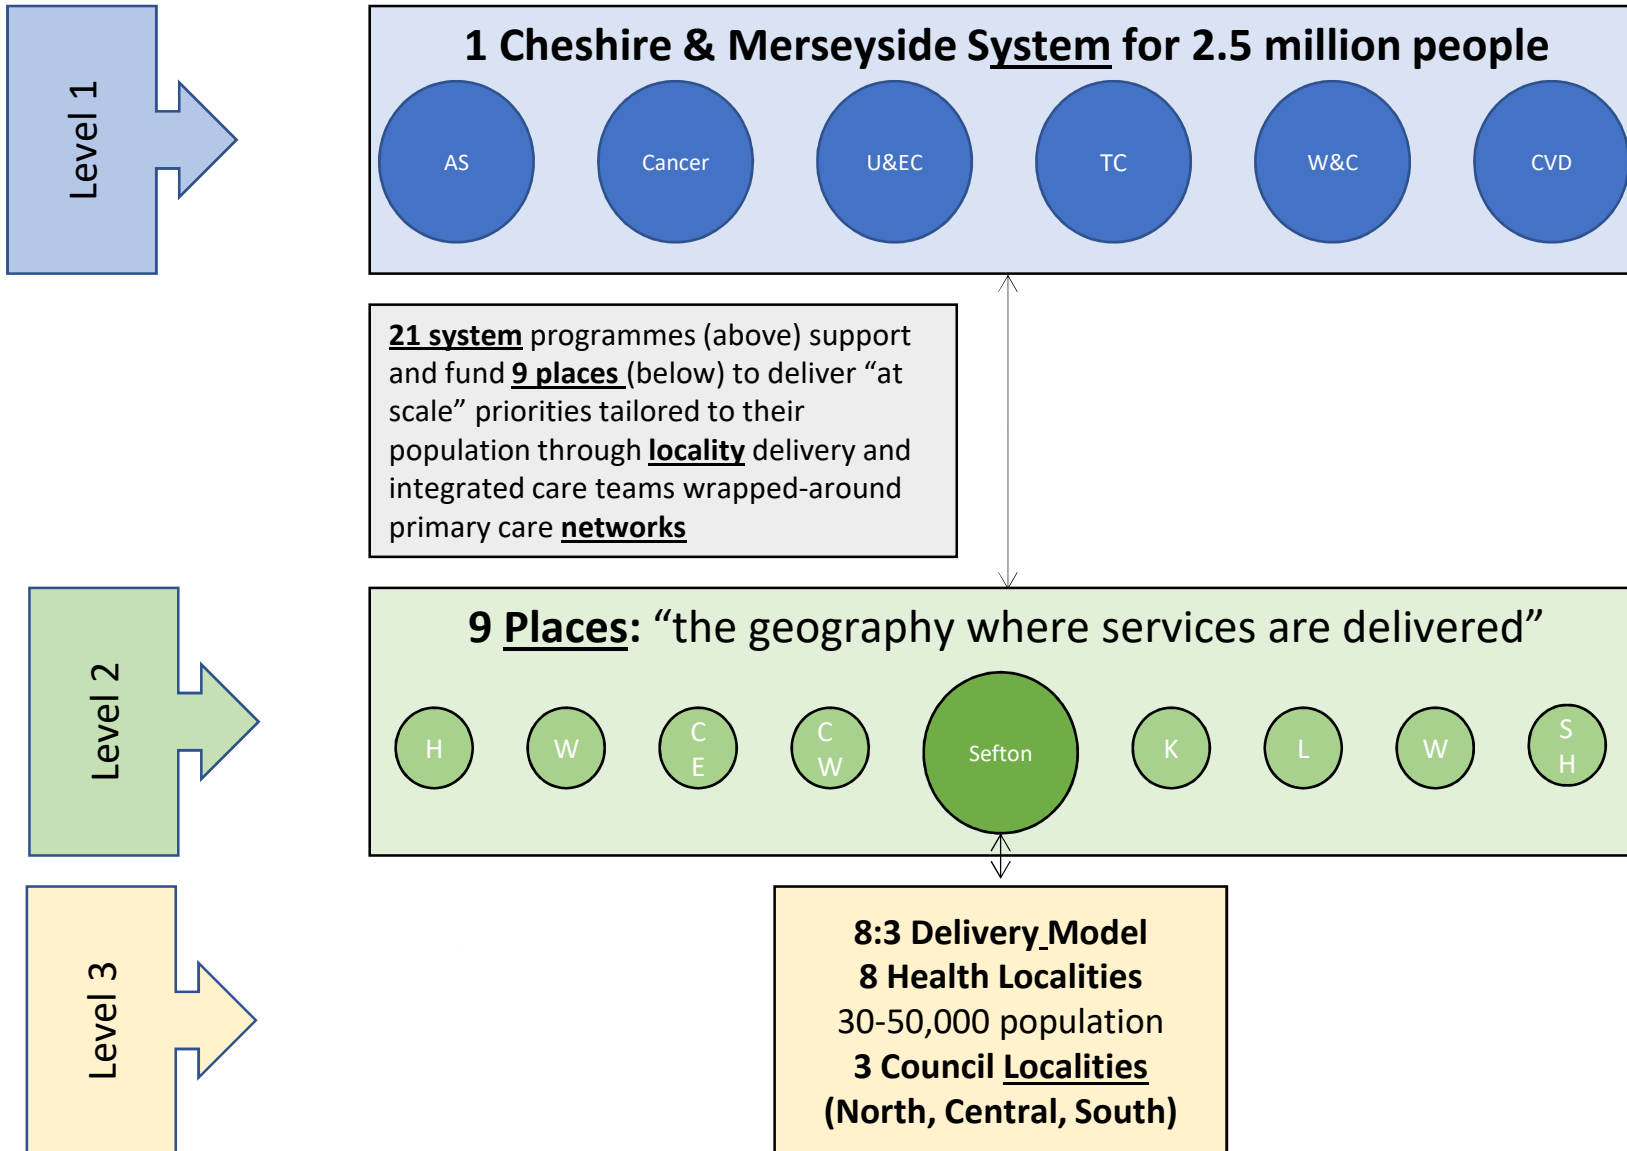 Level 1
1 Cheshire & Merseyside System for 2.5 million people
AS
Cancer
U&EC
TC
W&C
CVD
21 system programmes (above) support
and fund 9 places (below) to deliver “at
scale” priorities tailored to their
population through locality delivery and
integrated care teams wrapped-around
primary care networks
Level 2
9 Places: “the geography where services are delivered”
H
W
C
E
C
W
Sefton
K
L
W
S
H
Level 3
8:3 Delivery Model
8 Health Localities
30-50,000 population
3 Council Localities
(North, Central, South)